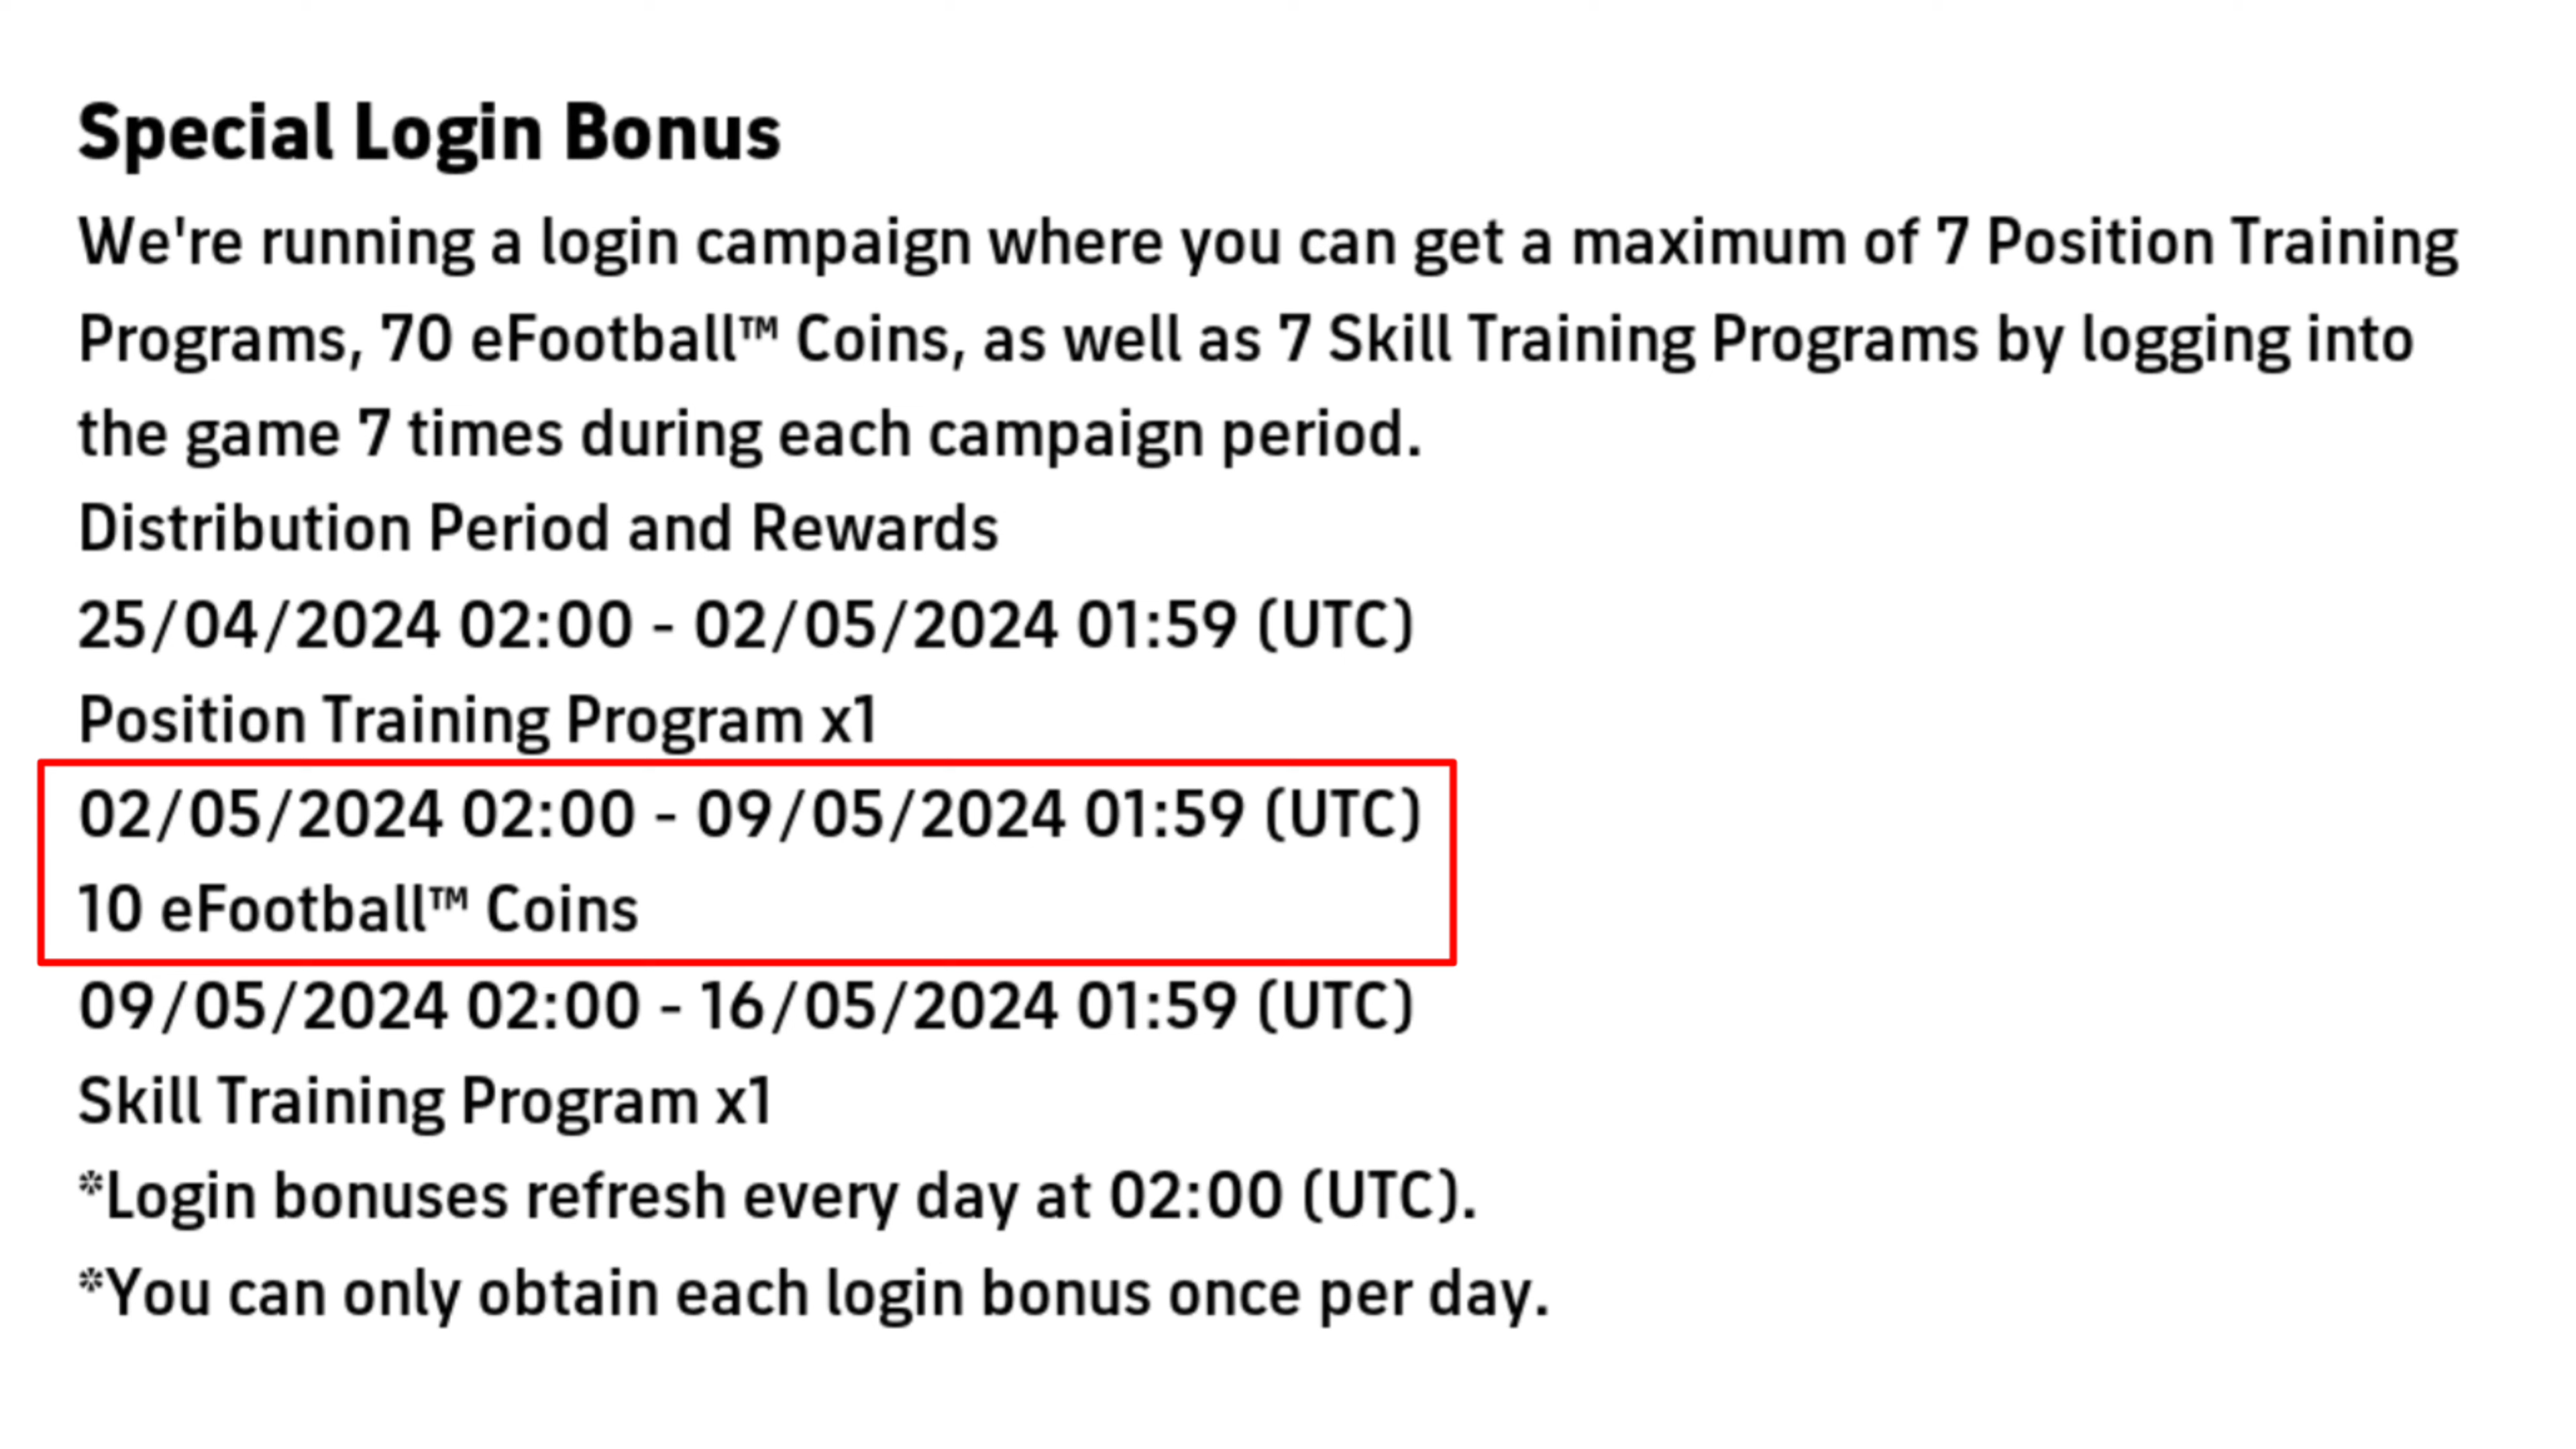 Special Login Bonus
We're running a login campaign where you can get a maximum of 7 Position Training
Programs, 70 eFootball™ Coins, as well as 7 Skill Training Programs by logging into
the game 7 times during each campaign period.
Distribution Period and Rewards
25/04/2024 02:00 - 02/05/2024 01:59 (UTC)
Position Training Program x1
02/05/2024 02:00 - 09/05/2024 01:59 (UTC)
10 eFootball™ Coins
09/05/2024 02:00 - 16/05/2024 01:59 (UTC)
Skill Training Program x1
*Login bonuses refresh every day at 02:00 (UTC).
*You can only obtain each login bonus once per day.